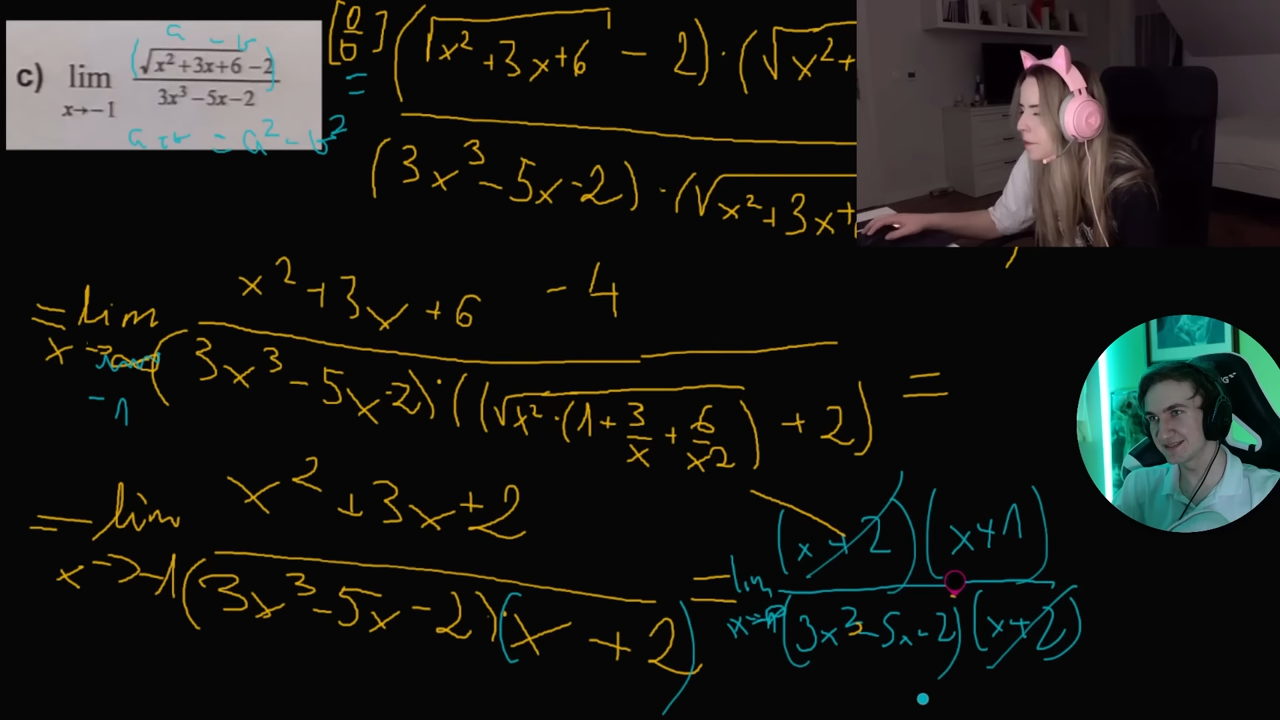 c) lim √x²+3x+6 - 2
x→-1 3x³-5x-2
( a - b )
a+b = a² - b²
[0/0] (√x²+3x+6 - 2)·(√x²+
=
(3x³-5x-2)·(√x²+3x+
= lim x²+3x+6 - 4
x→ -1 (3x³-5x-2)·((√x²·(1+3/x+6/x²)) + 2) =
= lim x²+3x+2
x→-1 (3x³-5x-2)·(x+2)
= lim (x+2)(x+1)
(3x³-5x-2)(x+2)